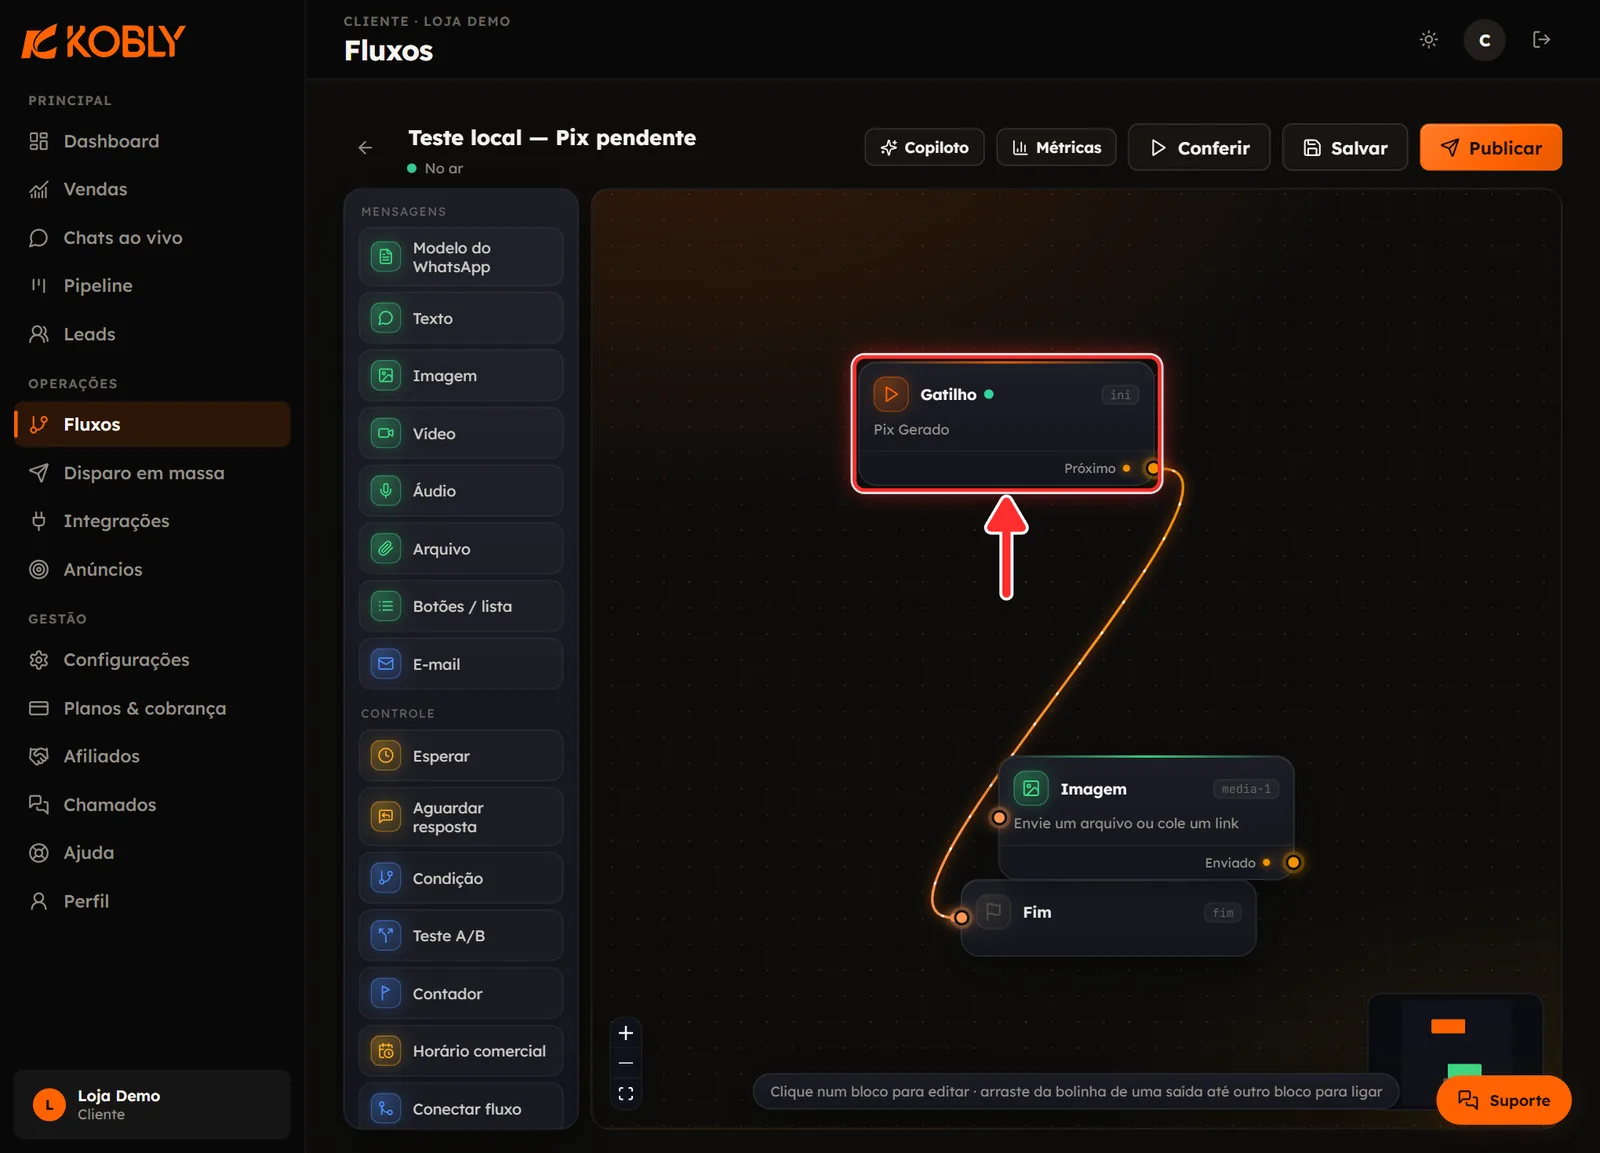 KOBLY
PRINCIPAL
Dashboard
Vendas
Chats ao vivo
Pipeline
Leads
OPERAÇÕES
Fluxos
Disparo em massa
Integrações
Anúncios
GESTÃO
Configurações
Planos & cobrança
Afiliados
Chamados
Ajuda
Perfil
L
Loja Demo
Cliente
CLIENTE · LOJA DEMO
Fluxos
C
Teste local — Pix pendente
No ar
Copiloto
Métricas
Conferir
Salvar
Publicar
MENSAGENS
Modelo do
WhatsApp
Texto
Imagem
Vídeo
Áudio
Arquivo
Botões / lista
E-mail
CONTROLE
Esperar
Aguardar
resposta
Condição
Teste A/B
Contador
Horário comercial
Conectar fluxo
Gatilho
ini
Pix Gerado
Próximo
Imagem
media-1
Envie um arquivo ou cole um link
Enviado
Fim
fim
Clique num bloco para editar · arraste da bolinha de uma saída até outro bloco para ligar
Suporte